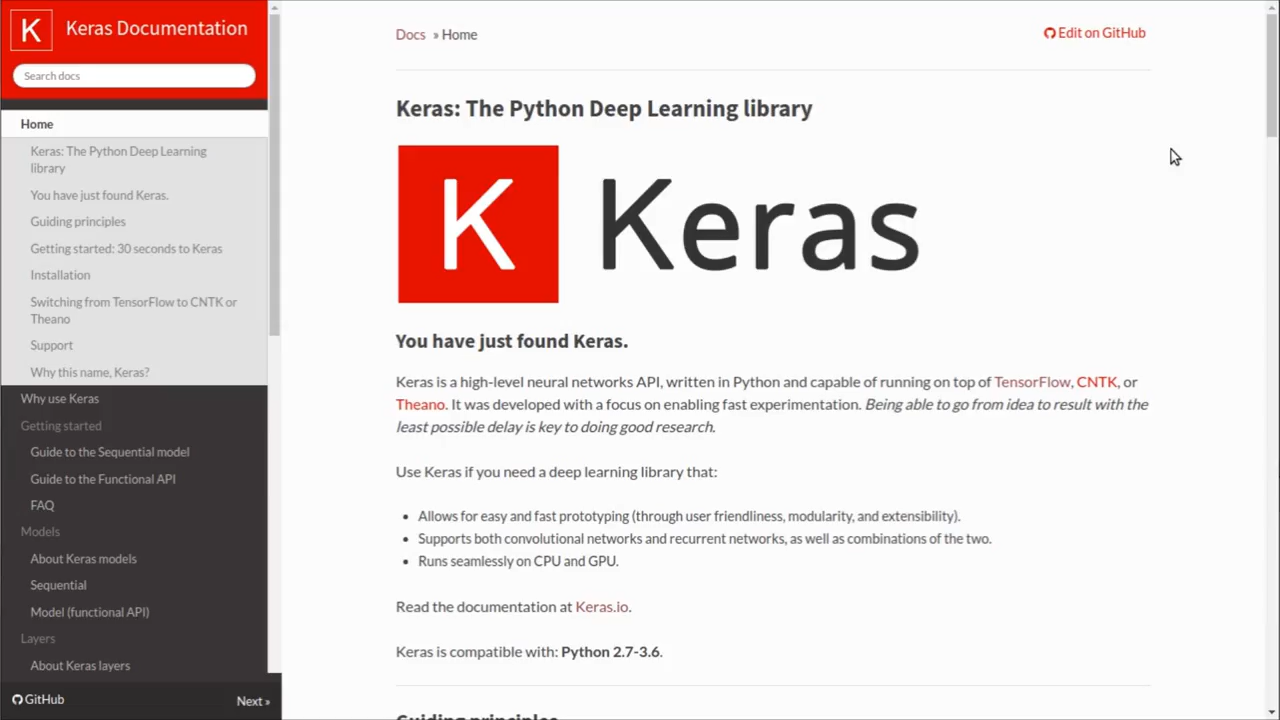 K
Keras Documentation
Search docs
Home
Keras: The Python Deep Learning
library
You have just found Keras.
Guiding principles
Getting started: 30 seconds to Keras
Installation
Switching from TensorFlow to CNTK or
Theano
Support
Why this name, Keras?
Why use Keras
Getting started
Guide to the Sequential model
Guide to the Functional API
FAQ
Models
About Keras models
Sequential
Model (functional API)
Layers
About Keras layers
GitHub
Next »
Docs » Home
Edit on GitHub
Keras: The Python Deep Learning library
K Keras
You have just found Keras.
Keras is a high-level neural networks API, written in Python and capable of running on top of TensorFlow, CNTK, or
Theano. It was developed with a focus on enabling fast experimentation. Being able to go from idea to result with the
least possible delay is key to doing good research.
Use Keras if you need a deep learning library that:
• Allows for easy and fast prototyping (through user friendliness, modularity, and extensibility).
• Supports both convolutional networks and recurrent networks, as well as combinations of the two.
• Runs seamlessly on CPU and GPU.
Read the documentation at Keras.io.
Keras is compatible with: Python 2.7-3.6.
Guiding principles